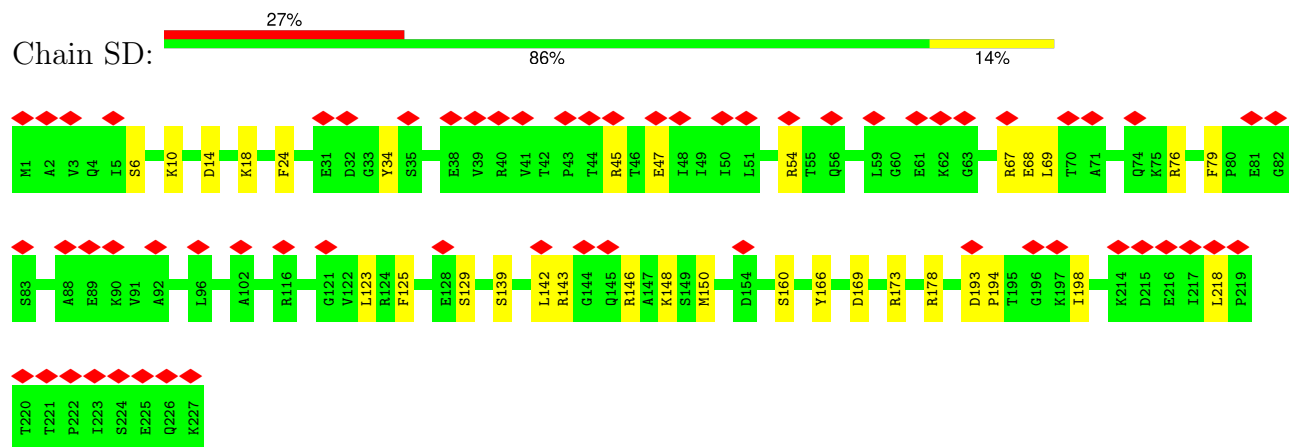 27%
Chain SD:
86% 14%
M1 A2 V3 Q4 I5 S6 K10 D14 K18 F24 E31 D32 G33 Y34 S35 E38 V39 R40 V41 T42 P43 T44 R45 T46 E47 I48 I49 I50 L51 R54 T55 Q56 L59 G60 E61 K62 G63 R67 E68 L69 T70 A71 Q74 K75 R76 F79 P80 E81 G82
S83 A88 E89 K90 V91 A92 L96 A102 R116 G121 V122 L123 R124 F125 E128 S129 S139 L142 R143 G144 Q145 R146 A147 K148 S149 M150 D154 S160 Y166 D169 R173 R178 D193 P194 T195 G196 K197 I198 K214 D215 E216 I217 L218 P219
T220 T221 P222 I223 S224 E225 Q226 K227